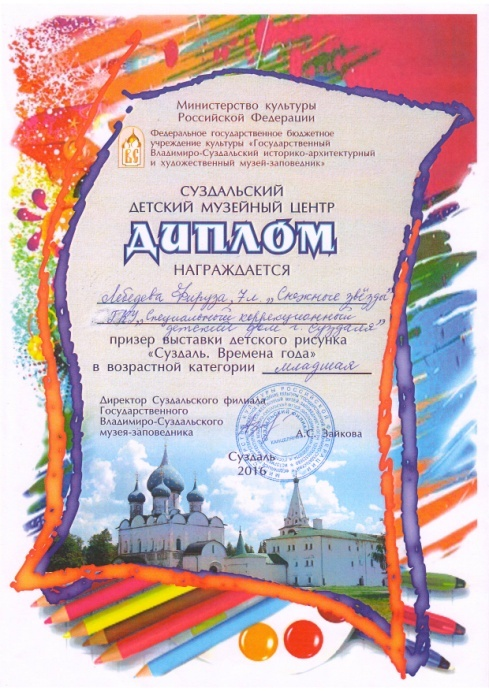 Министерство культуры
Российской Федерации
Федеральное государственное бюджетное
учреждение культуры «Государственный
Владимиро-Суздальский историко-архитектурный
и художественный музей-заповедник»
СУЗДАЛЬСКИЙ
ДЕТСКИЙ МУЗЕЙНЫЙ ЦЕНТР
ДИПЛОМ
НАГРАЖДАЕТСЯ
Лебедева Фируза, 7 л. „Снежные звёзды"
ГКУ „Специальный коррекционный
детский дом г. Суздаля"
призер выставки детского рисунка
«Суздаль. Времена года»
в возрастной категории младшая
Директор Суздальского филиала
Государственного
Владимиро-Суздальского
музея-заповедника А.С. Зайкова
Суздаль
2016